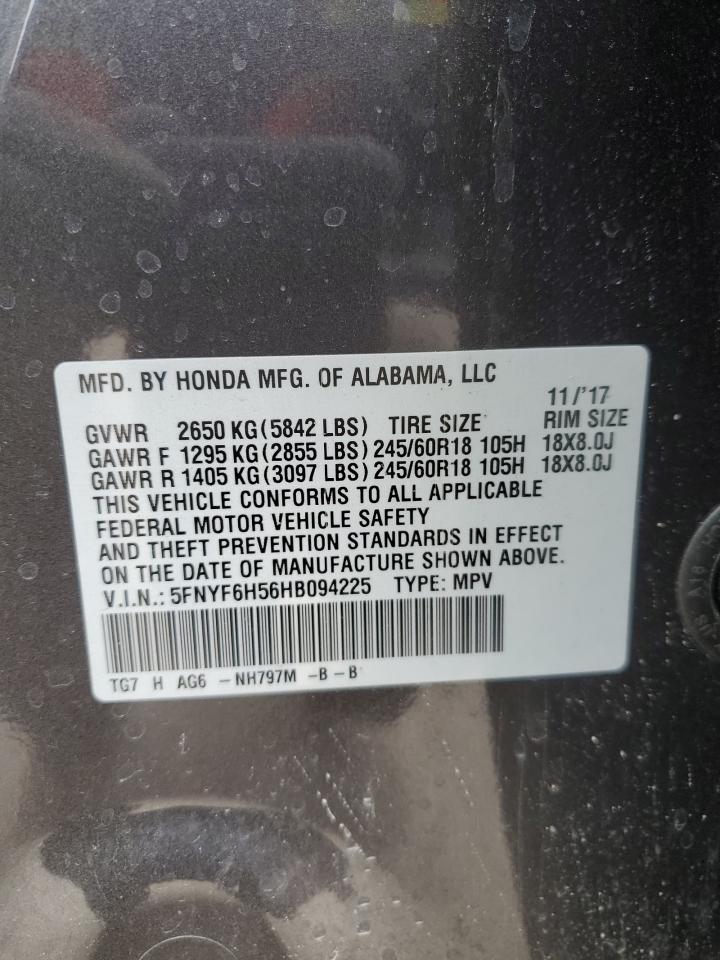 MFD. BY HONDA MFG. OF ALABAMA, LLC
11/'17
GVWR 2650 KG (5842 LBS) TIRE SIZE RIM SIZE
GAWR F 1295 KG (2855 LBS) 245/60R18 105H 18X8.0J
GAWR R 1405 KG (3097 LBS) 245/60R18 105H 18X8.0J
THIS VEHICLE CONFORMS TO ALL APPLICABLE
FEDERAL MOTOR VEHICLE SAFETY
AND THEFT PREVENTION STANDARDS IN EFFECT
ON THE DATE OF MANUFACTURE SHOWN ABOVE.
V.I.N.: 5FNYF6H56HB094225 TYPE: MPV
TG7 H AG6 -NH797M -B-B